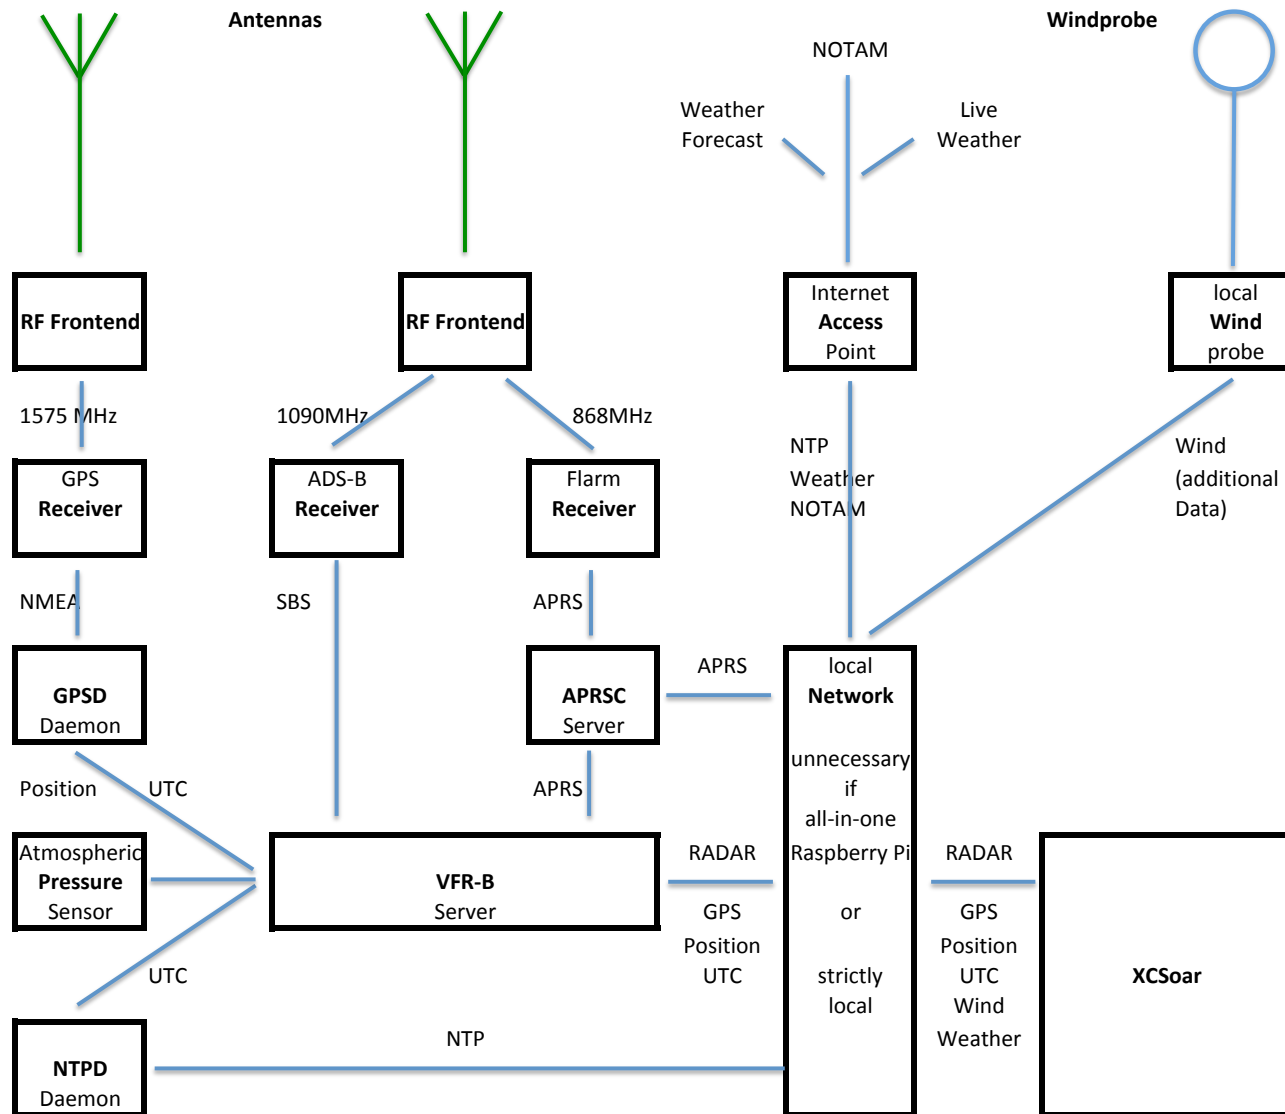 Antennas
Windprobe
NOTAM
Weather
Forecast
Live
Weather
RF Frontend
RF Frontend
Internet
Access
Point
local
Wind
probe
1575 MHz
1090MHz
868MHz
NTP
Weather
NOTAM
Wind
(additional
Data)
GPS
Receiver
ADS-B
Receiver
Flarm
Receiver
NMEA
SBS
APRS
GPSD
Daemon
APRSC
Server
APRS
local
Network
unnecessary
if
all-in-one
Raspberry Pi
or
strictly
local
Position
UTC
APRS
Atmospheric
Pressure
Sensor
VFR-B
Server
RADAR
GPS
Position
UTC
RADAR
GPS
Position
UTC
Wind
Weather
XCSoar
UTC
NTPD
Daemon
NTP